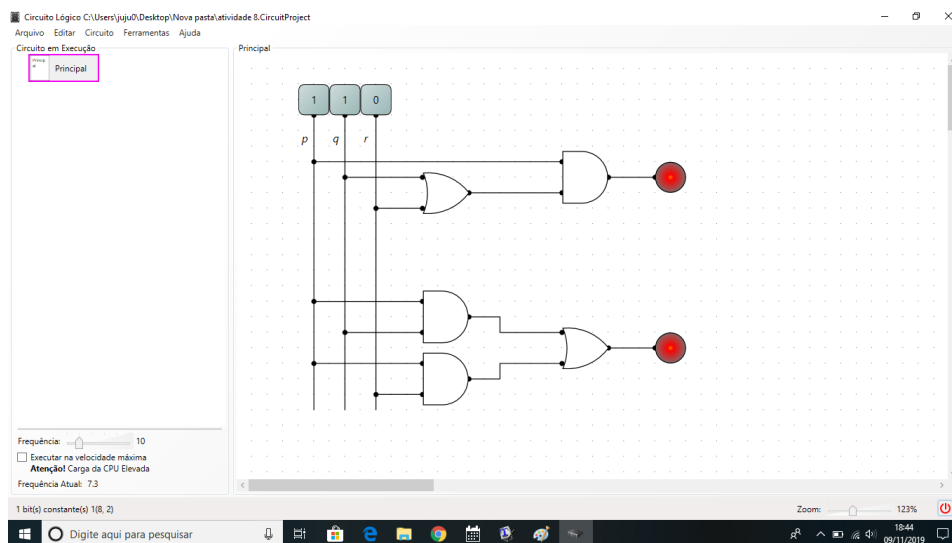 Circuito Lógico C:\Users\juju0\Desktop\Nova pasta\atividade 8.CircuitProject
Arquivo Editar Circuito Ferramentas Ajuda
Circuito em Execução
Principal
Principal
1 1 0
p q r
Frequência: 10
Executar na velocidade máxima
Atenção! Carga da CPU Elevada
Frequência Atual: 7.3
1 bit(s) constante(s) 1(8, 2)
Zoom: 123%
Digite aqui para pesquisar
18:44
09/11/2019